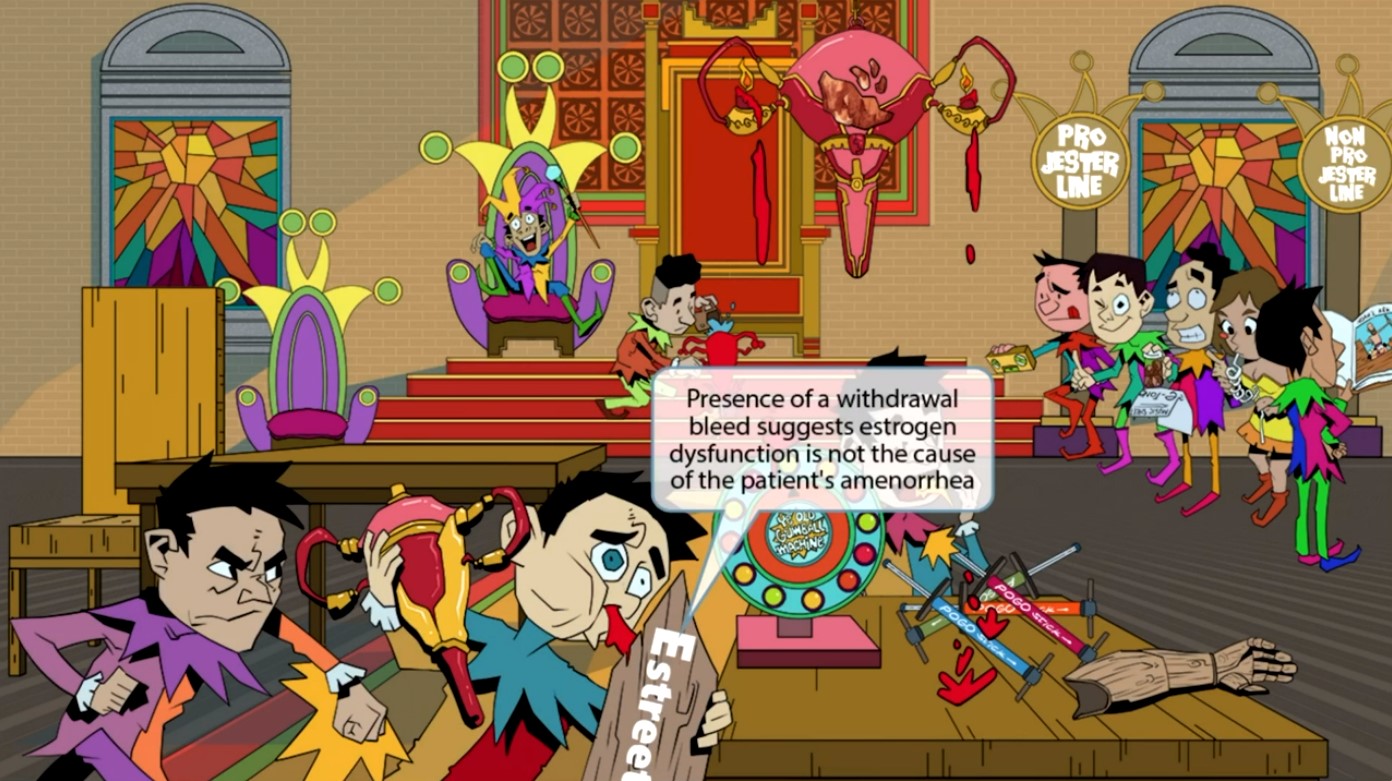 PRO
JESTER
LINE
NON
PRO
JESTER
LINE
Presence of a withdrawal
bleed suggests estrogen
dysfunction is not the cause
of the patient's amenorrhea
YE OLD
GUMBALL
MACHINE
POGO-STICK
POGO-STICK
Estreet